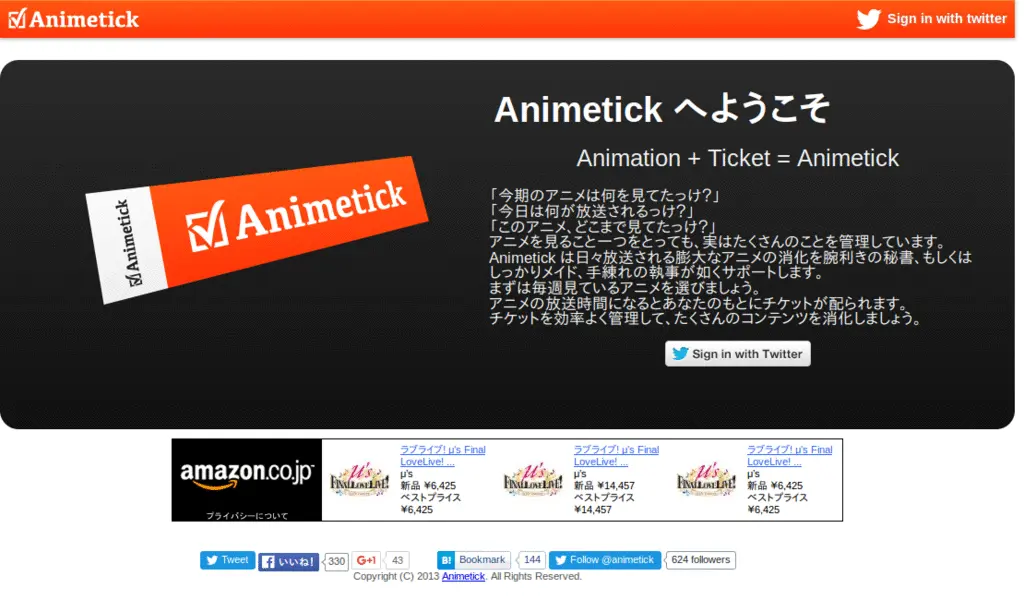 Animetick
Sign in with twitter
Animetick へようこそ
Animation + Ticket = Animetick
Animetick
Animetick
「今期のアニメは何を見てたっけ？」
「今日は何が放送されるっけ？」
「このアニメ、どこまで見てたっけ？」
アニメを見ること一つをとっても、実はたくさんのことを管理しています。
Animetick は日々放送される膨大なアニメの消化を腕利きの秘書、もしくは
しっかりメイド、手練れの執事が如くサポートします。
まずは毎週見ているアニメを選びましょう。
アニメの放送時間になるとあなたのもとにチケットが配られます。
チケットを効率よく管理して、たくさんのコンテンツを消化しましょう。
Sign in with Twitter
amazon.co.jp
プライバシーについて
μ's
FINAL LOVE LIVE!
ラブライブ! μ's Final
LoveLive! ...
μ's
新品 ¥6,425
ベストプライス
¥6,425
μ's
FINAL LOVE LIVE!
ラブライブ! μ's Final
LoveLive! ...
μ's
新品 ¥14,457
ベストプライス
¥14,457
μ's
FINAL LOVE LIVE!
ラブライブ! μ's Final
LoveLive! ...
μ's
新品 ¥6,425
ベストプライス
¥6,425
Tweet
いいね! 330
G+1 43
B! Bookmark 144
Follow @animetick 624 followers
Copyright (C) 2013 Animetick. All Rights Reserved.